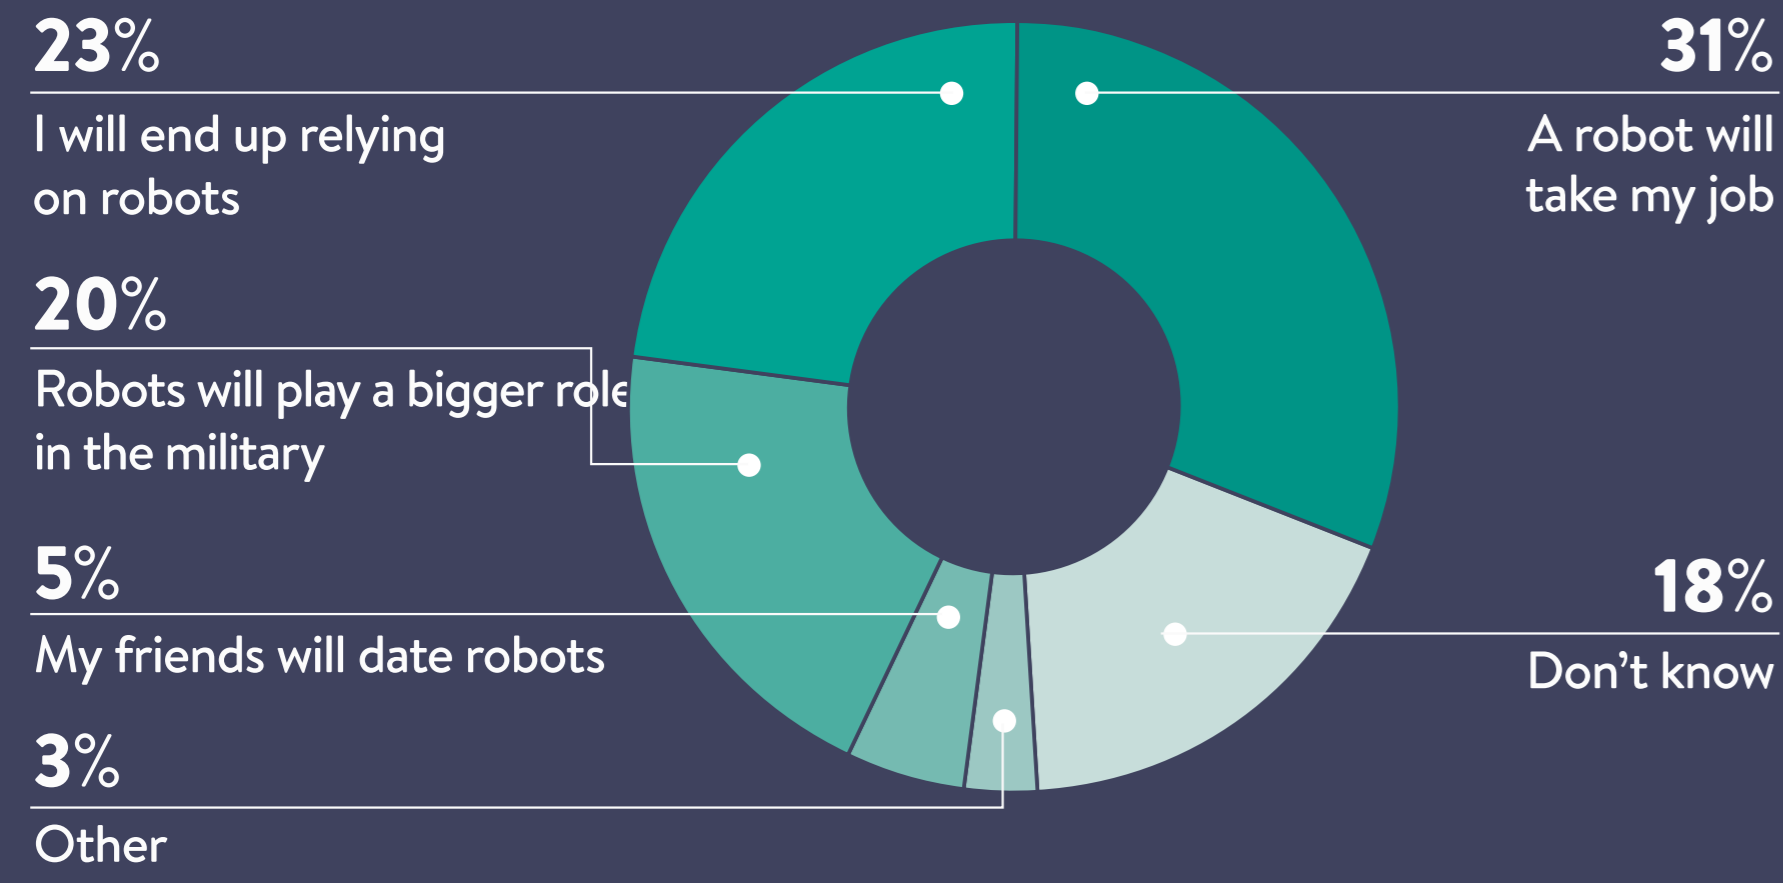 23%
I will end up relying
on robots
20%
Robots will play a bigger role
in the military
5%
My friends will date robots
3%
Other
31%
A robot will
take my job
18%
Don’t know